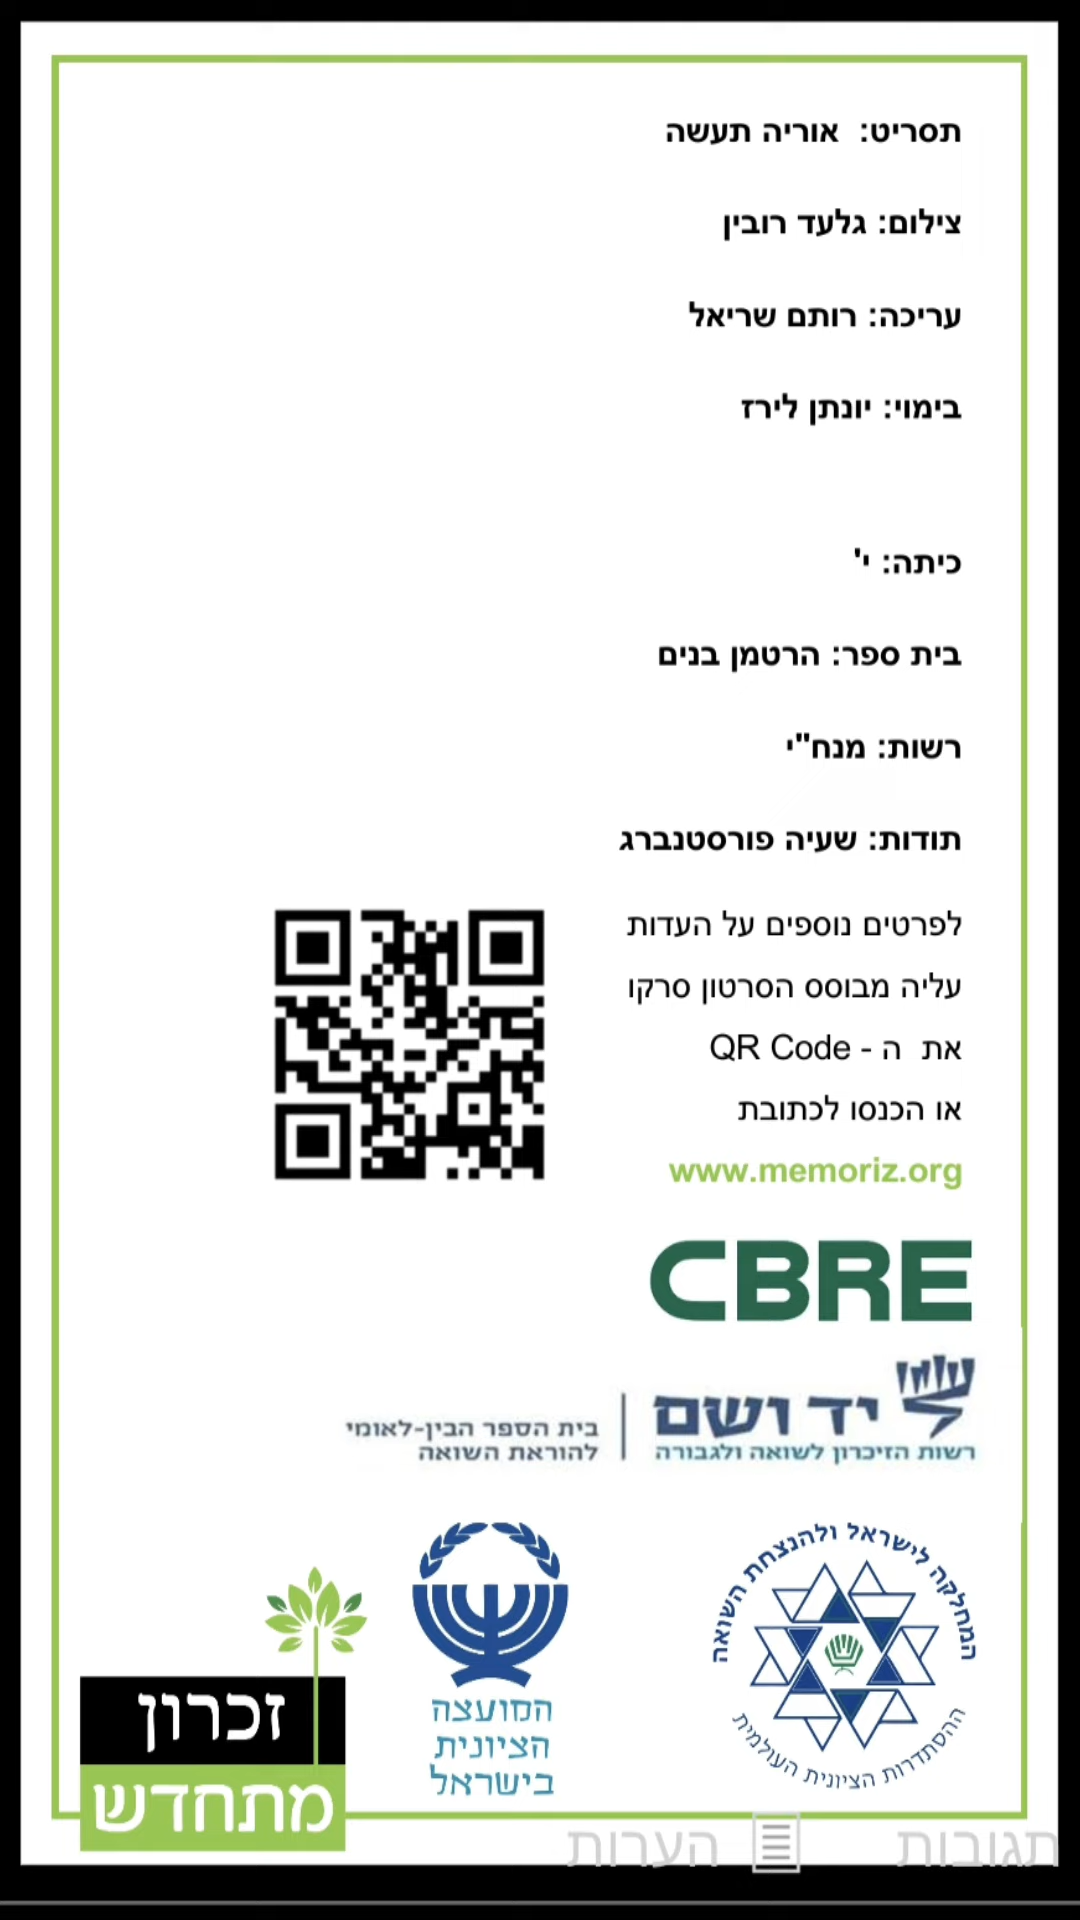 תסריט:  אוריה תעשה
צילום: גלעד רובין
עריכה: רותם שריאל
בימוי: יונתן לירז
כיתה: י'
בית ספר: הרטמן בנים
רשות: מנח"י
תודות: שעיה פורסטנברג
לפרטים נוספים על העדות
עליה מבוסס הסרטון סרקו
את  ה - QR Code
או הכנסו לכתובת
www.memoriz.org
CBRE
יד ושם
רשות הזיכרון לשואה ולגבורה
בית הספר הבין-לאומי
להוראת השואה
המחלקה לישראל ולהנצחת השואה
ההסתדרות הציונית העולמית
המועצה
הציונית
בישראל
זכרון
מתחדש
תגובות
הערות